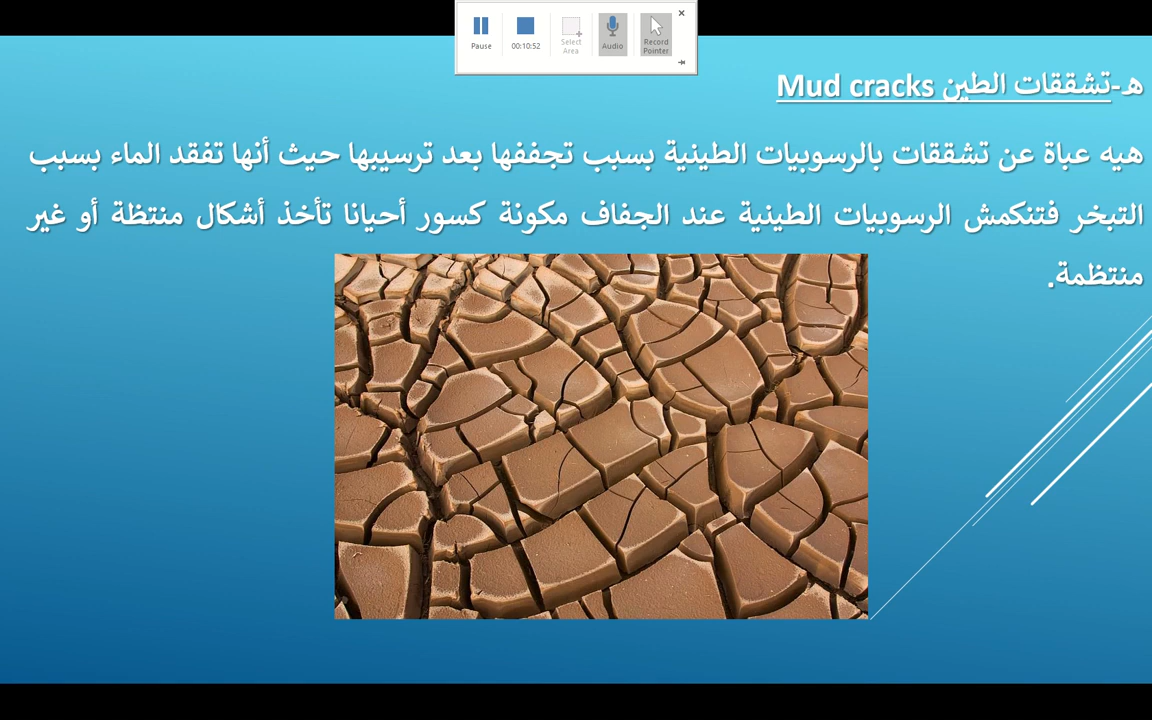 Pause
00:10:52
Select Area
Audio
Record Pointer
هـ-تشققات الطين Mud cracks
هيه عباة عن تشققات بالرسوبيات الطينية بسبب تجففها بعد ترسيبها حيث أنها تفقد الماء بسبب
التبخر فتنكمش الرسوبيات الطينية عند الجفاف مكونة كسور أحيانا تأخذ أشكال منتظة أو غير
منتظمة.